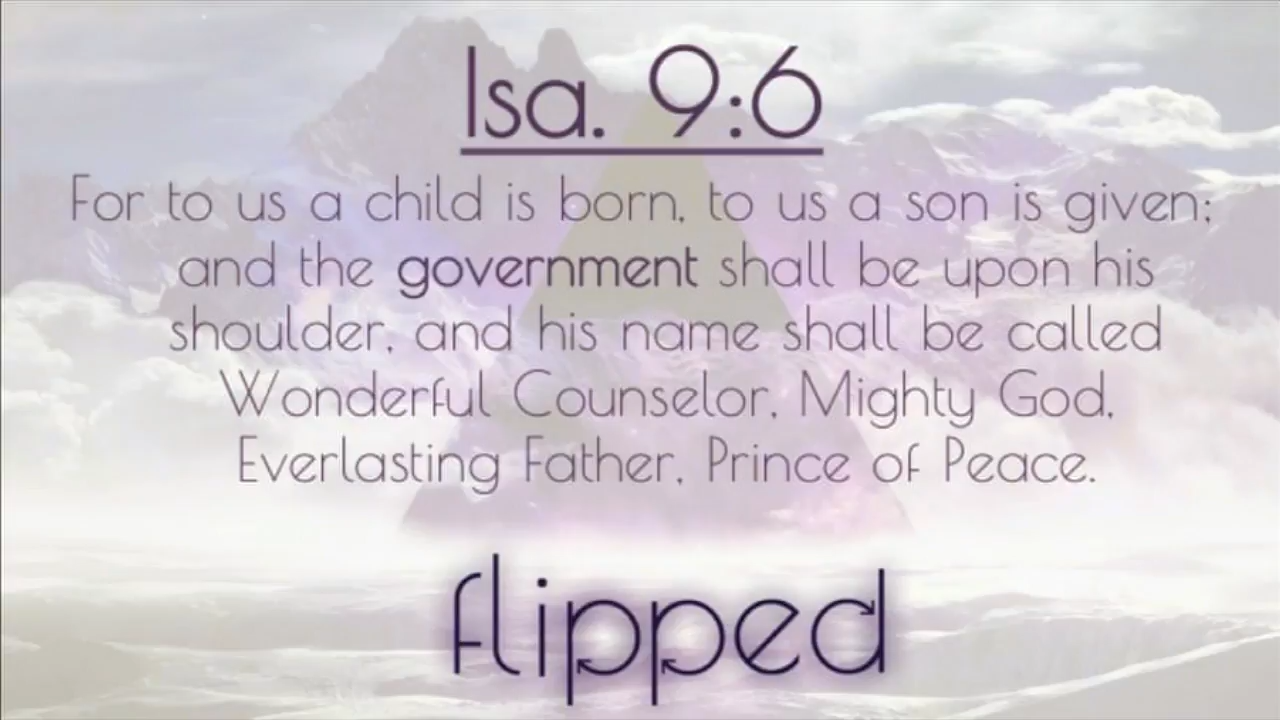 Isa. 9:6
For to us a child is born, to us a son is given;
and the government shall be upon his
shoulder, and his name shall be called
Wonderful Counselor, Mighty God,
Everlasting Father, Prince of Peace.
flipped